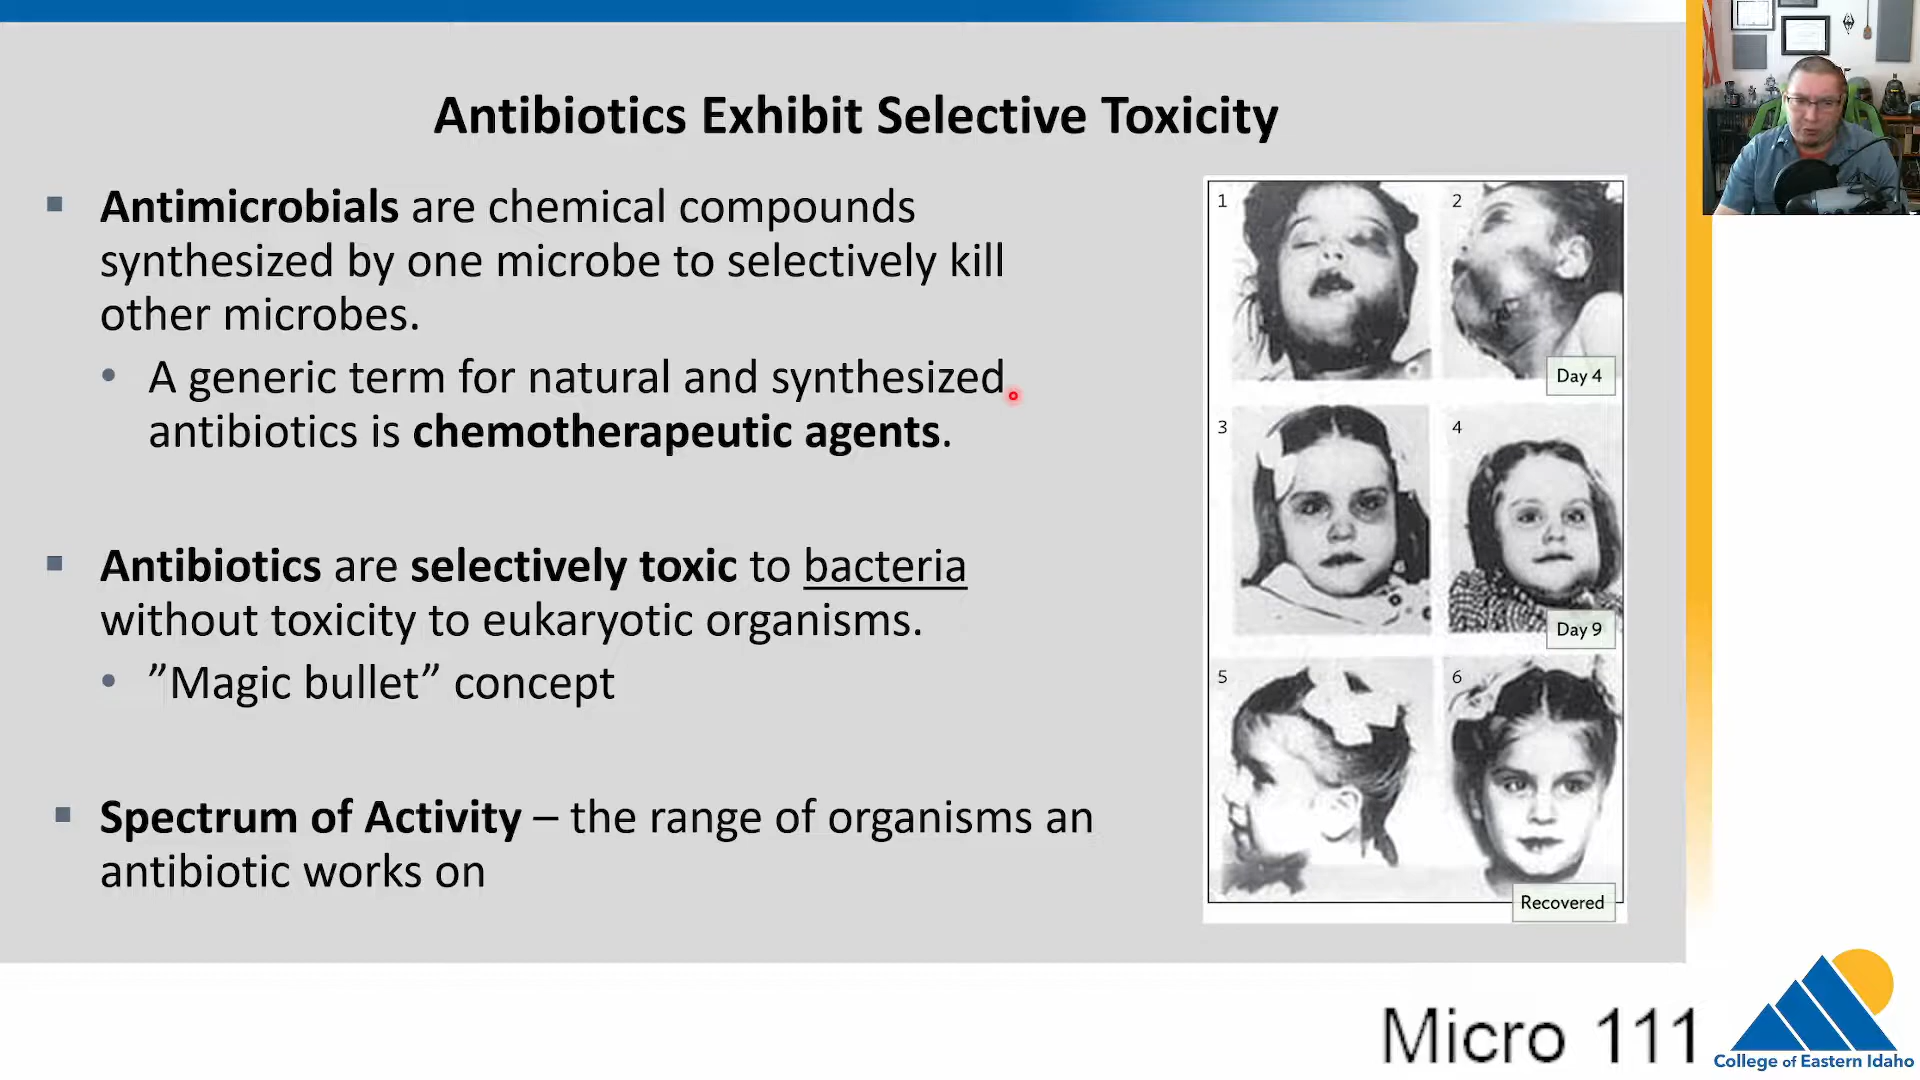 Antibiotics Exhibit Selective Toxicity
▪ Antimicrobials are chemical compounds
synthesized by one microbe to selectively kill
other microbes.
• A generic term for natural and synthesized
antibiotics is chemotherapeutic agents.
▪ Antibiotics are selectively toxic to bacteria
without toxicity to eukaryotic organisms.
• ”Magic bullet” concept
▪ Spectrum of Activity – the range of organisms an
antibiotic works on
1
2
Day 4
3
4
Day 9
5
6
Recovered
Micro 111
College of Eastern Idaho